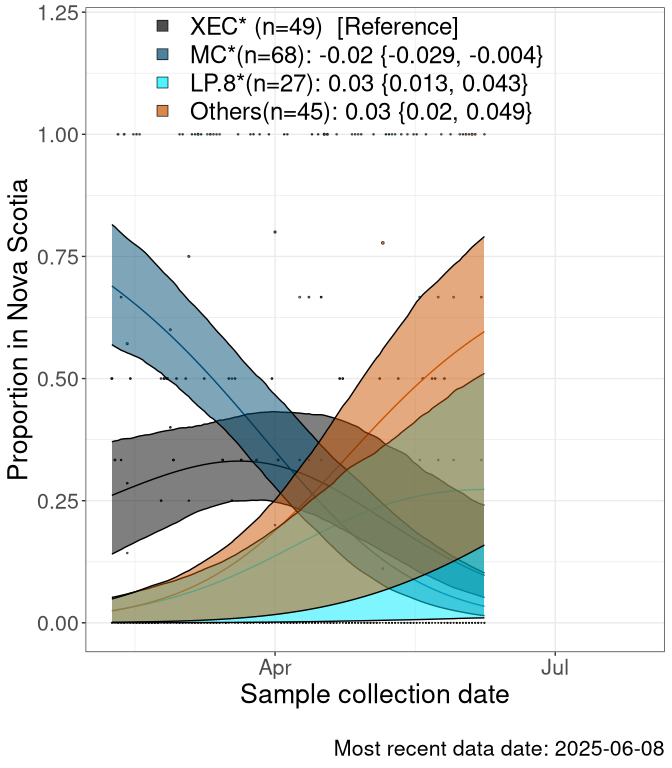 XEC* (n=49)  [Reference]
MC*(n=68): -0.02 {-0.029, -0.004}
LP.8*(n=27): 0.03 {0.013, 0.043}
Others(n=45): 0.03 {0.02, 0.049}
1.25
1.00
0.75
0.50
0.25
0.00
Proportion in Nova Scotia
Apr
Jul
Sample collection date
Most recent data date: 2025-06-08